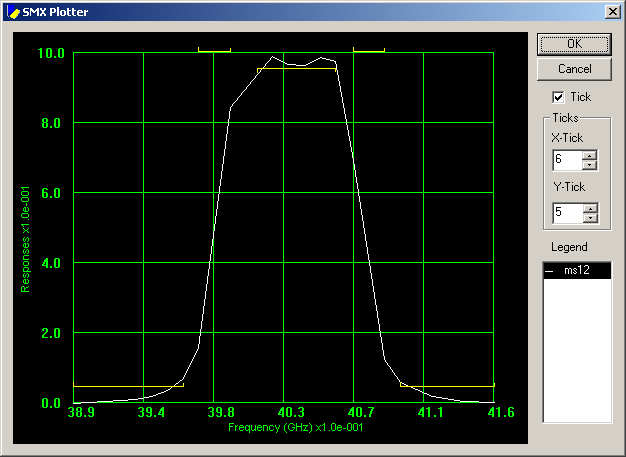 SMX Plotter
OK
Cancel
Tick
Ticks
X-Tick
6
Y-Tick
5
Legend
ms12
10.0
8.0
6.0
4.0
2.0
0.0
Responses x1.0e-001
38.9 39.4 39.8 40.3 40.7 41.1 41.6
Frequency (GHz) x1.0e-001